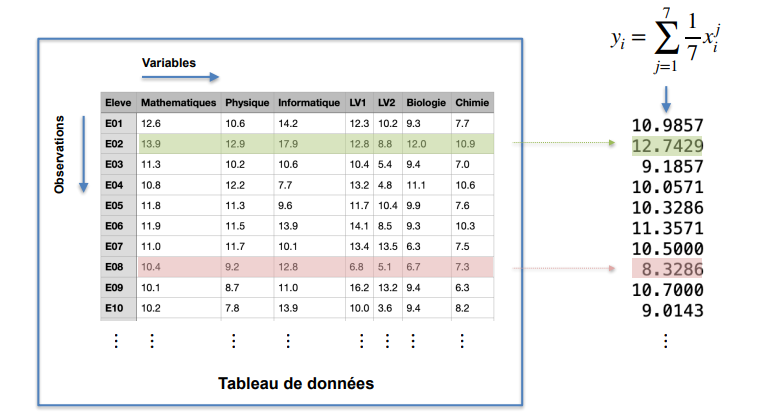 y_i = ∑_{j=1}^{7} \frac{1}{7} x_i^j
Variables
Observations
Eleve Mathematiques Physique Informatique LV1 LV2 Biologie Chimie
E01 12.6 10.6 14.2 12.3 10.2 9.3 7.7 10.9857
E02 13.9 12.9 17.9 12.8 8.8 12.0 10.9 12.7429
E03 11.3 10.2 10.6 10.4 5.4 9.4 7.0 9.1857
E04 10.8 12.2 7.7 13.2 4.8 11.1 10.6 10.0571
E05 11.8 11.3 9.6 11.7 10.4 9.9 7.6 10.3286
E06 11.9 11.5 13.9 14.1 8.5 9.3 10.3 11.3571
E07 11.0 11.7 10.1 13.4 13.5 6.3 7.5 10.5000
E08 10.4 9.2 12.8 6.8 5.1 6.7 7.3 8.3286
E09 10.1 8.7 11.0 16.2 13.2 9.4 6.3 10.7000
E10 10.2 7.8 13.9 10.0 3.6 9.4 8.2 9.0143
⋮ ⋮ ⋮ ⋮ ⋮ ⋮ ⋮ ⋮ ⋮
Tableau de données